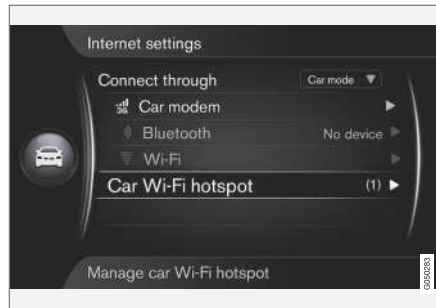 Internet settings
Connect through Car mode
3G Car modem
Bluetooth No device
Wi-Fi
Car Wi-Fi hotspot (1)
Manage car Wi-Fi hotspot
G050283